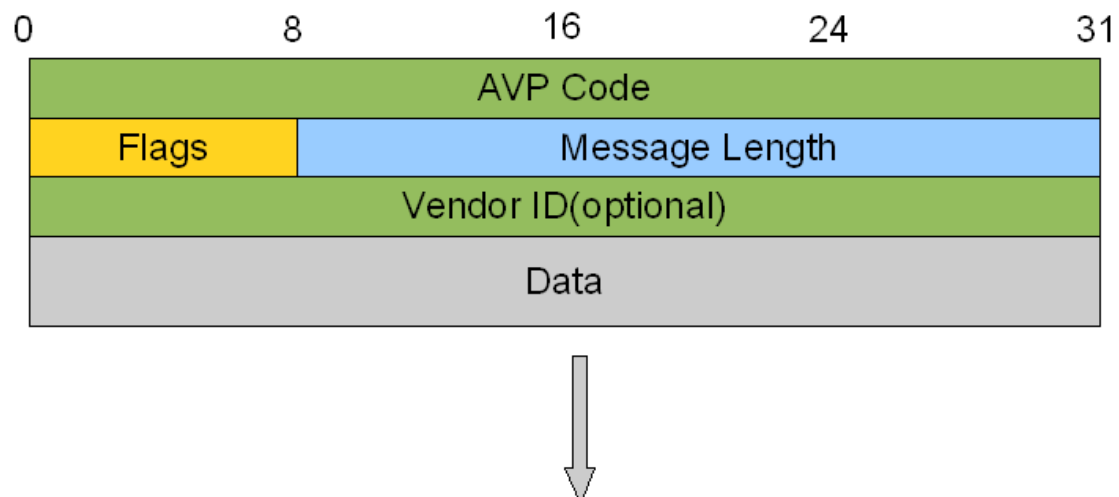 0 8 16 24 31
AVP Code
Flags Message Length
Vendor ID(optional)
Data